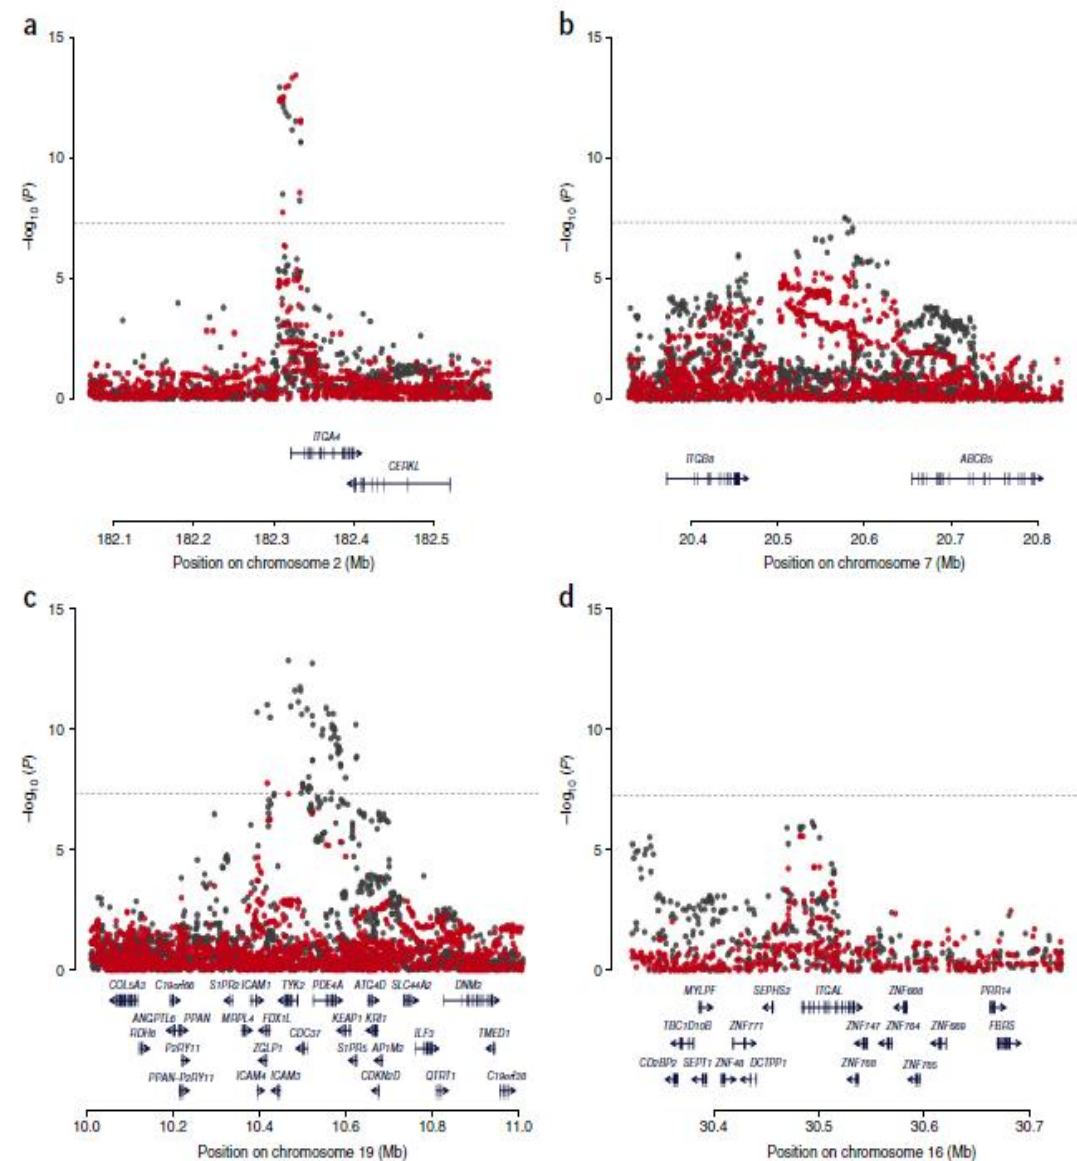 a
15
10
5
0
−log10 (P)
ITGA4
CERKL
182.1 182.2 182.3 182.4 182.5
Position on chromosome 2 (Mb)
b
15
10
5
0
−log10 (P)
ITGB8
ABCB5
20.4 20.5 20.6 20.7 20.8
Position on chromosome 7 (Mb)
c
15
10
5
0
−log10 (P)
COL5A3 C19orf66 S1PR2 ICAM1 TYK2 PDE4A ATG4D SLC44A2 DNM2
ANGPTL6 PPAN MRPL4 FDX1L KEAP1 KRI1
RDH8 CDC37 ILF3 TMED1
P2RY11 ZGLP1 S1PR5 AP1M2
PPAN-P2RY11 ICAM4 ICAM3 CDKN2D QTRT1 C19orf38
10.0 10.2 10.4 10.6 10.8 11.0
Position on chromosome 19 (Mb)
d
15
10
5
0
−log10 (P)
MYLPF SEPHS2 ITGAL ZNF688 PRR14
TBC1D10B ZNF771 ZNF747 ZNF764 ZNF689 FBRS
CD2BP2 SEPT1 ZNF48 DCTPP1 ZNF768 ZNF785
30.4 30.5 30.6 30.7
Position on chromosome 16 (Mb)